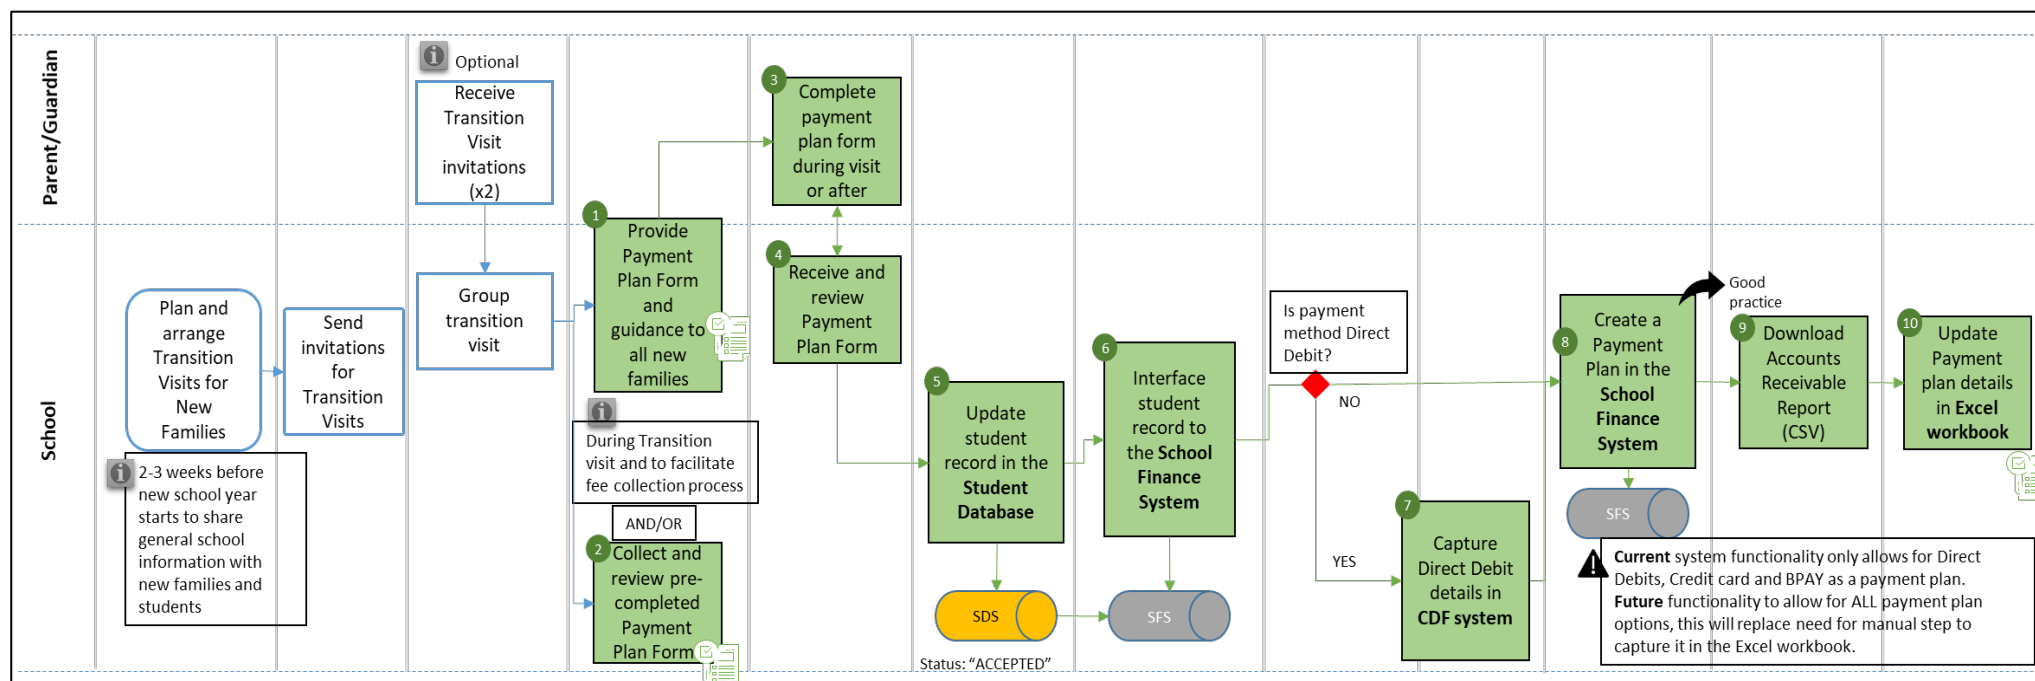 Parent/Guardian
Optional
Receive
Transition
Visit
invitations
(x2)
3
Complete
payment
plan form
during visit
or after
School
Plan and
arrange
Transition
Visits for
New
Families
2-3 weeks before
new school year
starts to share
general school
information with
new families and
students
Send
invitations
for
Transition
Visits
Group
transition
visit
1
Provide
Payment
Plan Form
and
guidance to
all new
families
During Transition
visit and to facilitate
fee collection process
AND/OR
2
Collect and
review pre-
completed
Payment
Plan Form
4
Receive and
review
Payment
Plan Form
5
Update
student
record in the
Student
Database
SDS
Status: “ACCEPTED”
6
Interface
student
record to
the School
Finance
System
SFS
Is payment
method Direct
Debit?
NO
YES
7
Capture
Direct Debit
details in
CDF system
8
Create a
Payment
Plan in the
School
Finance
System
SFS
Good
practice
9
Download
Accounts
Receivable
Report
(CSV)
10
Update
Payment
plan details
in Excel
workbook
Current system functionality only allows for Direct
Debits, Credit card and BPAY as a payment plan.
Future functionality to allow for ALL payment plan
options, this will replace need for manual step to
capture it in the Excel workbook.